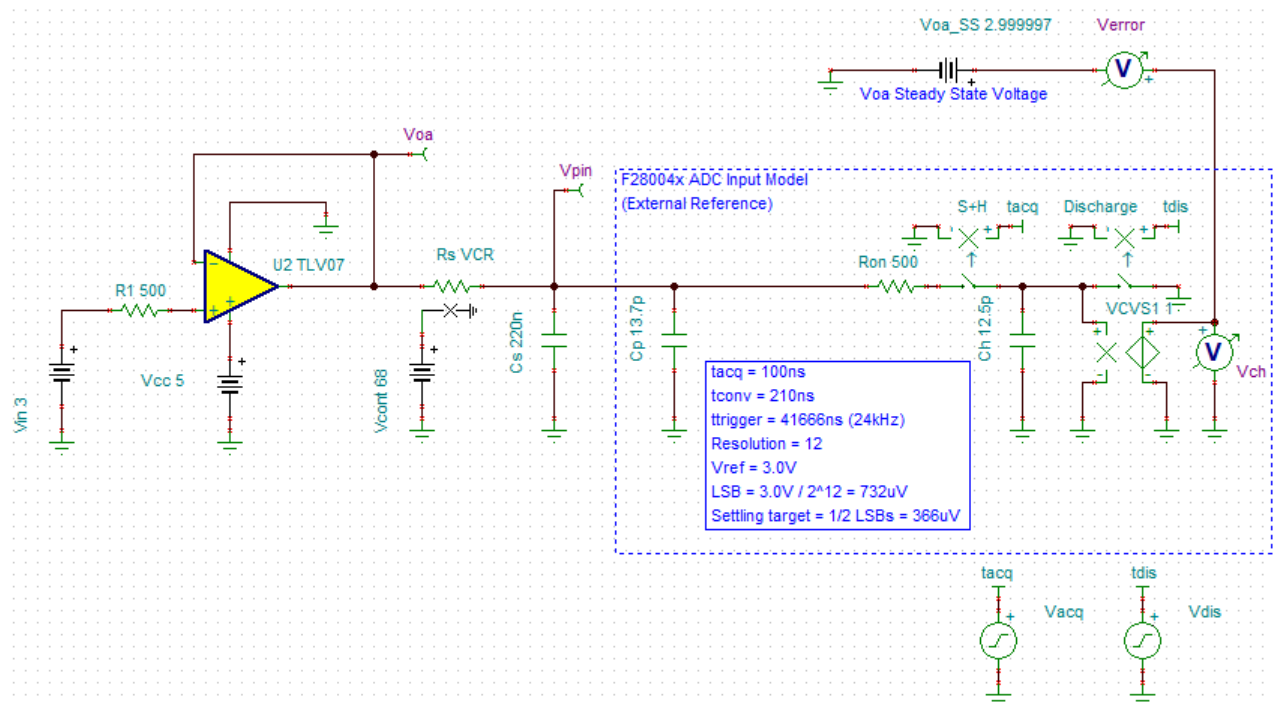 Voa_SS 2.999997
Verror
V
+
+
Voa Steady State Voltage
Voa
Vpin
F28004x ADC Input Model
(External Reference)
S+H
tacq
Discharge
tdis
U2 TLV07
Rs VCR
Ron 500
R1 500
VCVS1 1
Vin 3
Vcc 5
Vcont 68
Cs 220n
Cp 13.7p
Ch 12.5p
V
Vch
tacq = 100ns
tconv = 210ns
ttrigger = 41666ns (24kHz)
Resolution = 12
Vref = 3.0V
LSB = 3.0V / 2^12 = 732uV
Settling target = 1/2 LSBs = 366uV
tacq
tdis
Vacq
Vdis